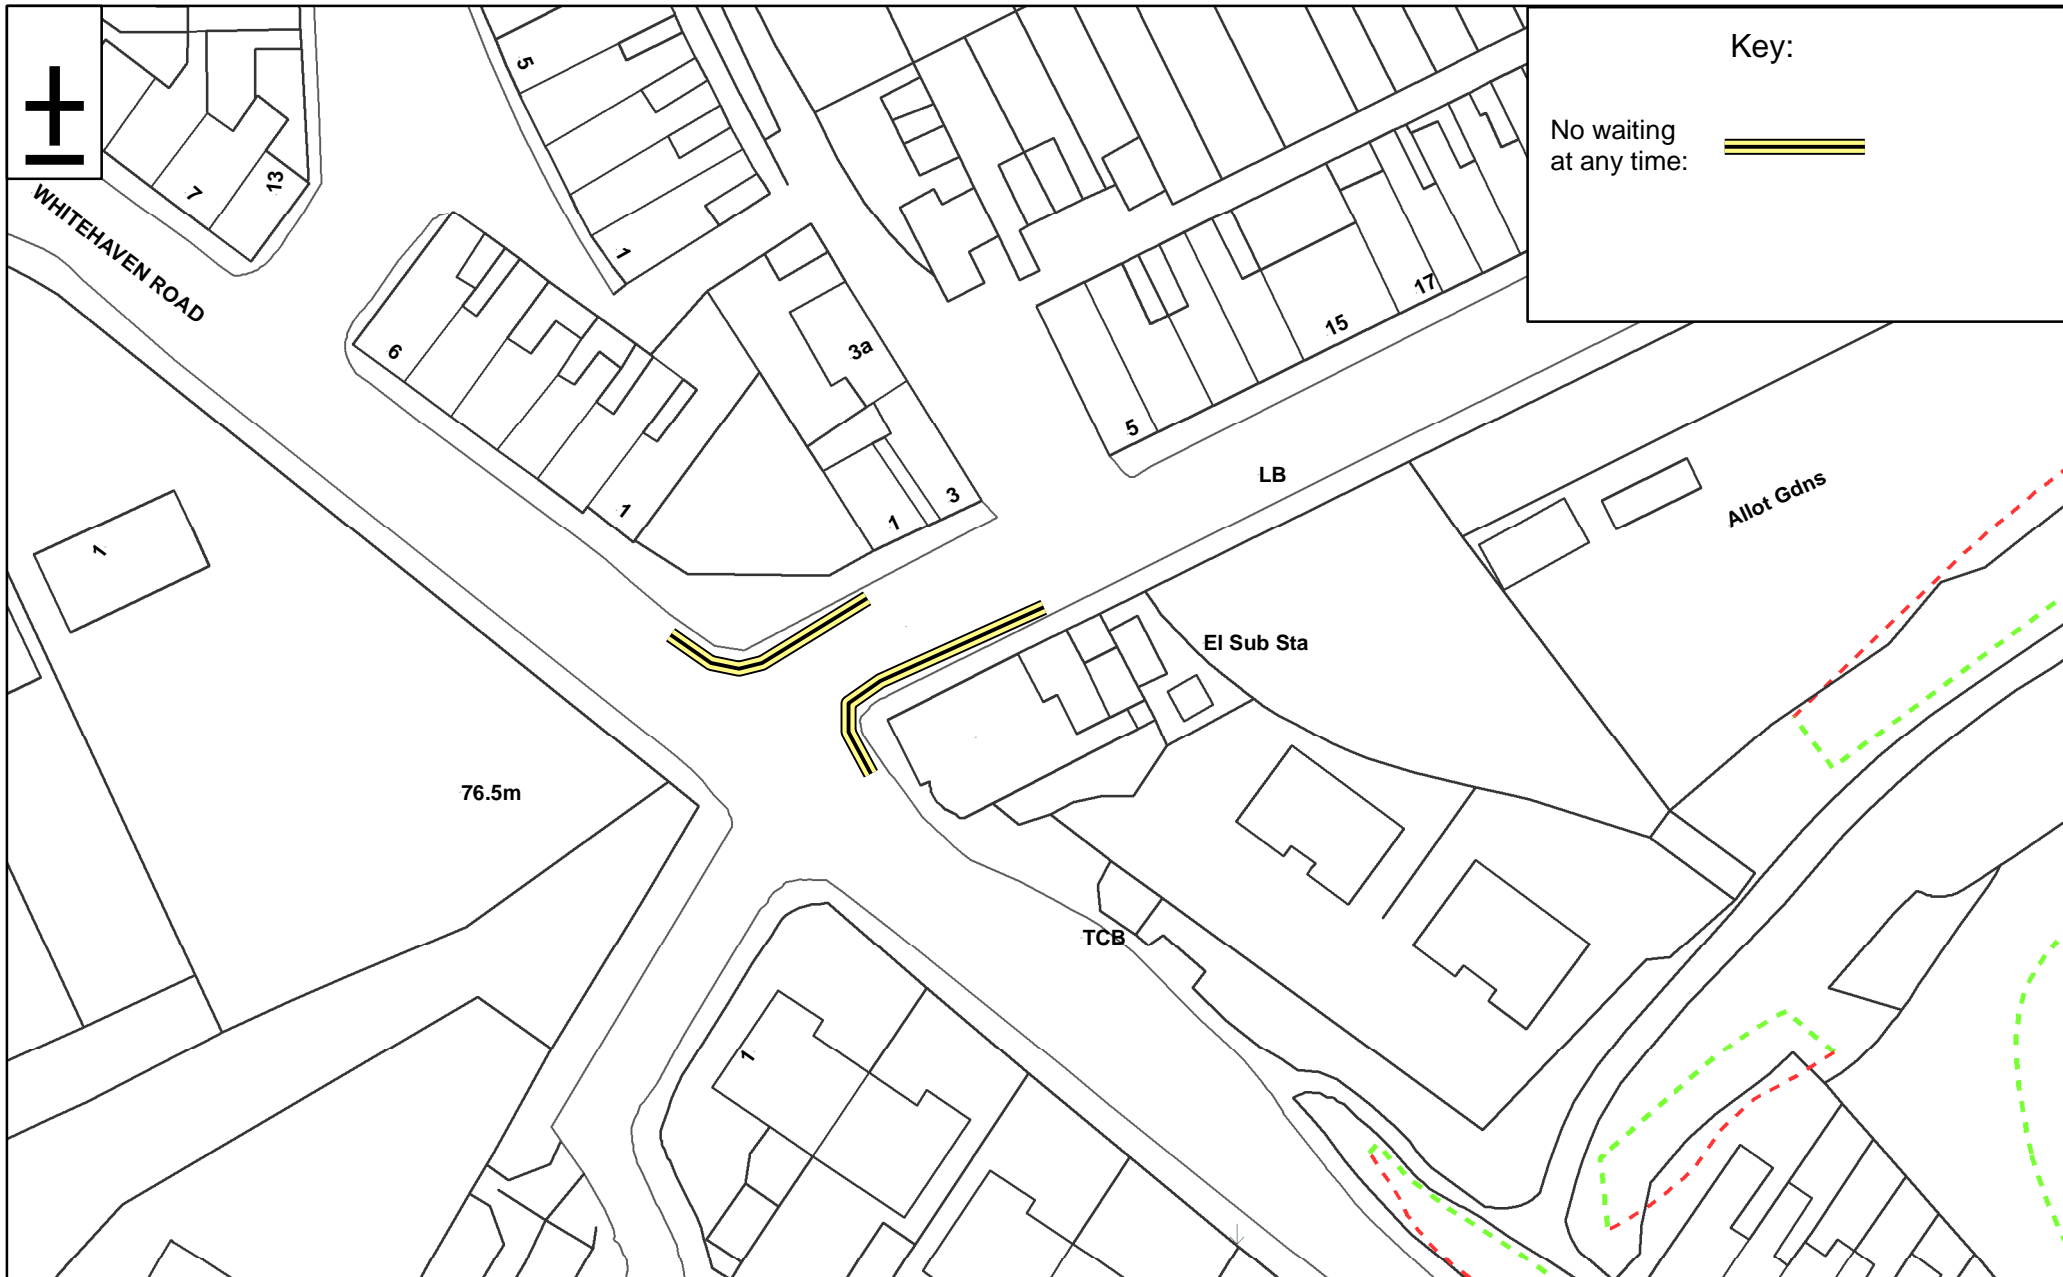 Key:
No waiting
at any time:
±
WHITEHAVEN ROAD
7
13
5
1
6
1
3a
1
3
5
15
17
LB
Allot Gdns
El Sub Sta
1
76.5m
TCB
1